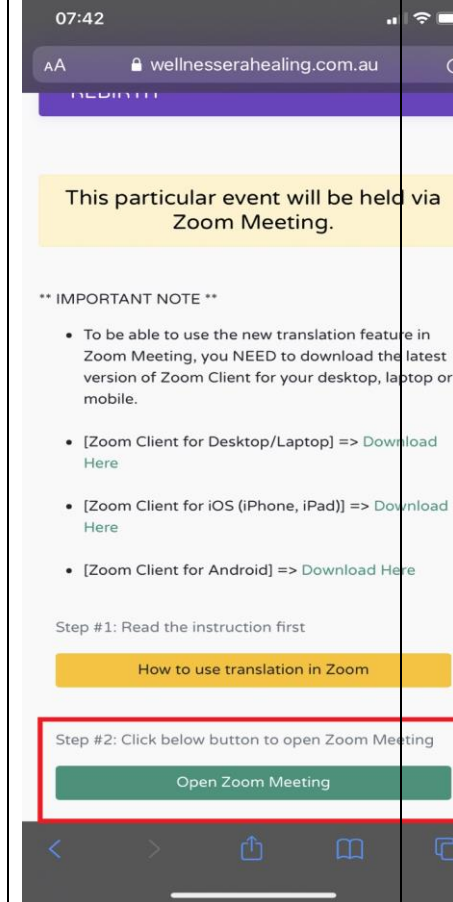 07:42
AA wellnesserahealing.com.au
REBIRTH
This particular event will be held via
Zoom Meeting.
** IMPORTANT NOTE **
• To be able to use the new translation feature in
Zoom Meeting, you NEED to download the latest
version of Zoom Client for your desktop, laptop or
mobile.
• [Zoom Client for Desktop/Laptop] => Download
Here
• [Zoom Client for iOS (iPhone, iPad)] => Download
Here
• [Zoom Client for Android] => Download Here
Step #1: Read the instruction first
How to use translation in Zoom
Step #2: Click below button to open Zoom Meeting
Open Zoom Meeting